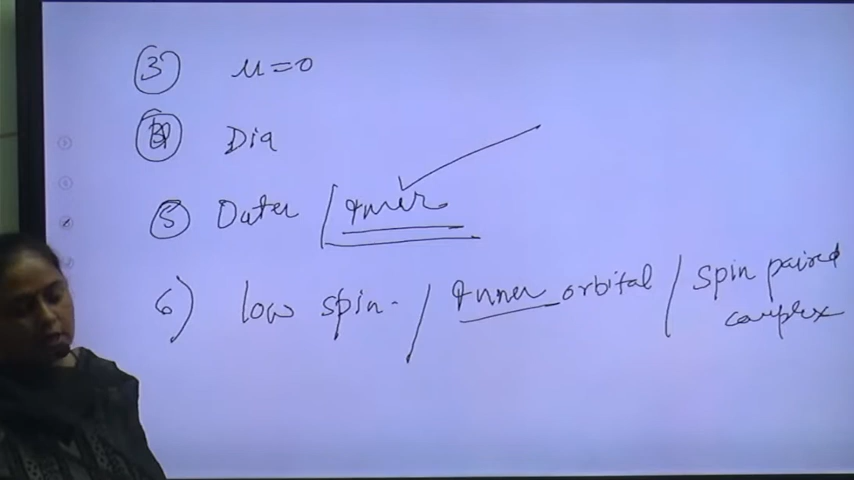 3 μ=0
4 Dia
5 Outer / Inner
6) low spin / Inner orbital / spin paired
complex